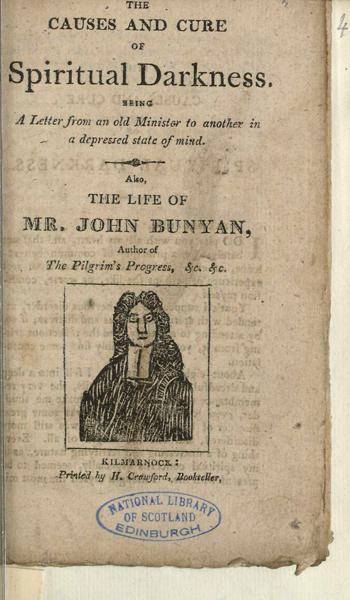 THE
CAUSES AND CURE
OF
Spiritual Darkness.
BEING
A Letter from an old Minister to another in
a depressed state of mind.
Also,
THE LIFE OF
MR. JOHN BUNYAN,
Author of
The Pilgrim's Progress, &c. &c.
KILMARNOCK:
Printed by H. Crawford, Bookseller,
NATIONAL LIBRARY
OF SCOTLAND
EDINBURGH
4